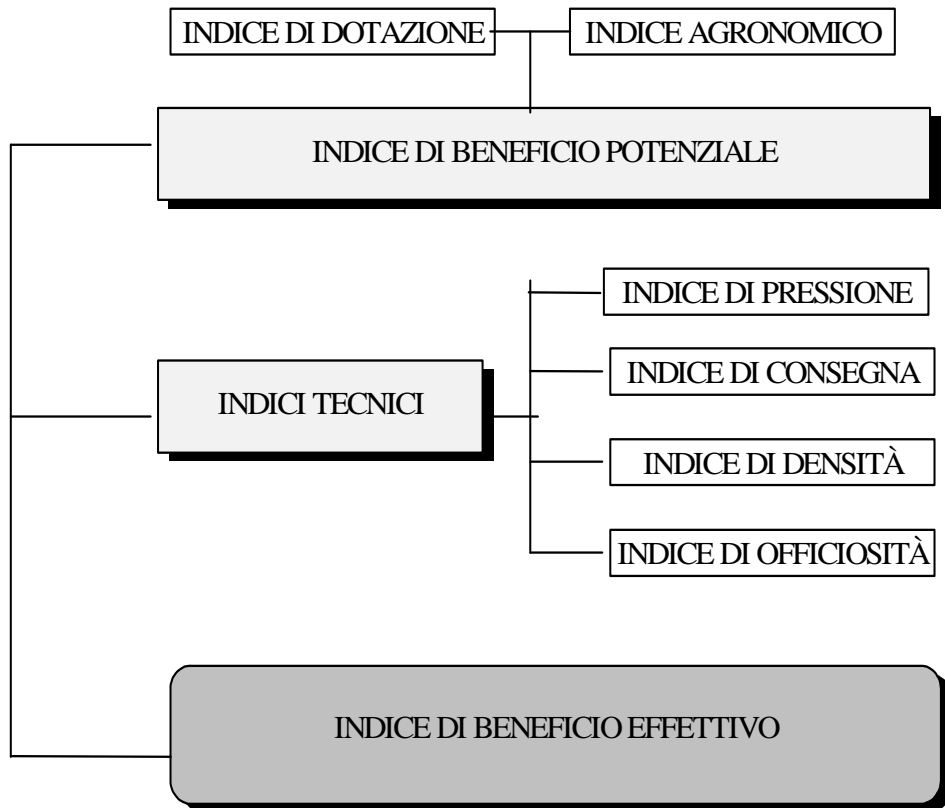 INDICE DI DOTAZIONE
INDICE AGRONOMICO
INDICE DI BENEFICIO POTENZIALE
INDICE DI PRESSIONE
INDICE DI CONSEGNA
INDICI TECNICI
INDICE DI DENSITÀ
INDICE DI OFFICIOSITÀ
INDICE DI BENEFICIO EFFETTIVO